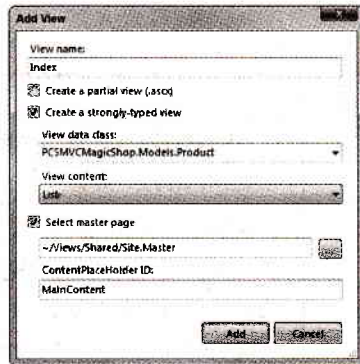 Add View
View name:
Index
Create a partial view (.ascx)
Create a strongly-typed view
View data class:
PCSMVCMagicShop.Models.Product
View content:
List
Select master page
~/Views/Shared/Site.Master
ContentPlaceHolder ID:
MainContent
Add
Cancel